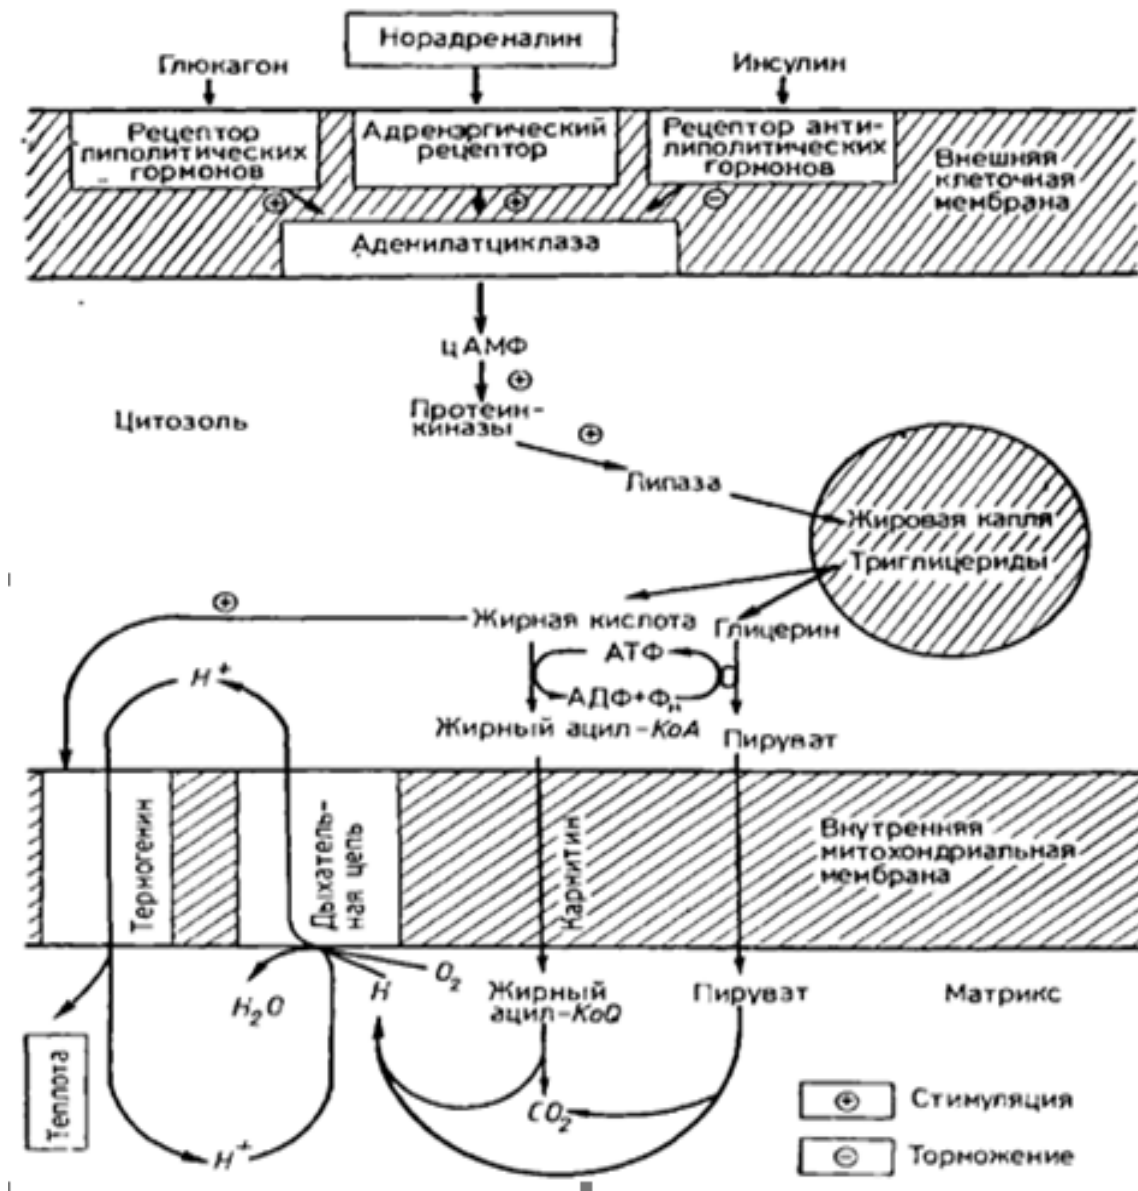 Норадреналин
Глюкагон
Инсулин
Рецептор
липолитических
гормонов
Адренэргический
рецептор
Рецептор анти-
липолитических
гормонов
Внешняя
клеточная
мембрана
⊕
⊕
⊖
Аденилатциклаза
цАМФ
⊕
Цитозоль
Протеин-
киназы
⊕
Липаза
Жировая капля
Триглицериды
⊕
Жирная кислота
Глицерин
АТФ
H⁺
АДФ+Фн
Жирный ацил-КоА
Пируват
Терногенин
Дыхатель-
ная цепь
Карнитин
Внутренняя
митохондриальная
мембрана
H₂O
H
O₂
Жирный
ацил-KoQ
Пируват
Матрикс
Теплота
CO₂
H⁺
⊕ Стимуляция
⊖ Торможение